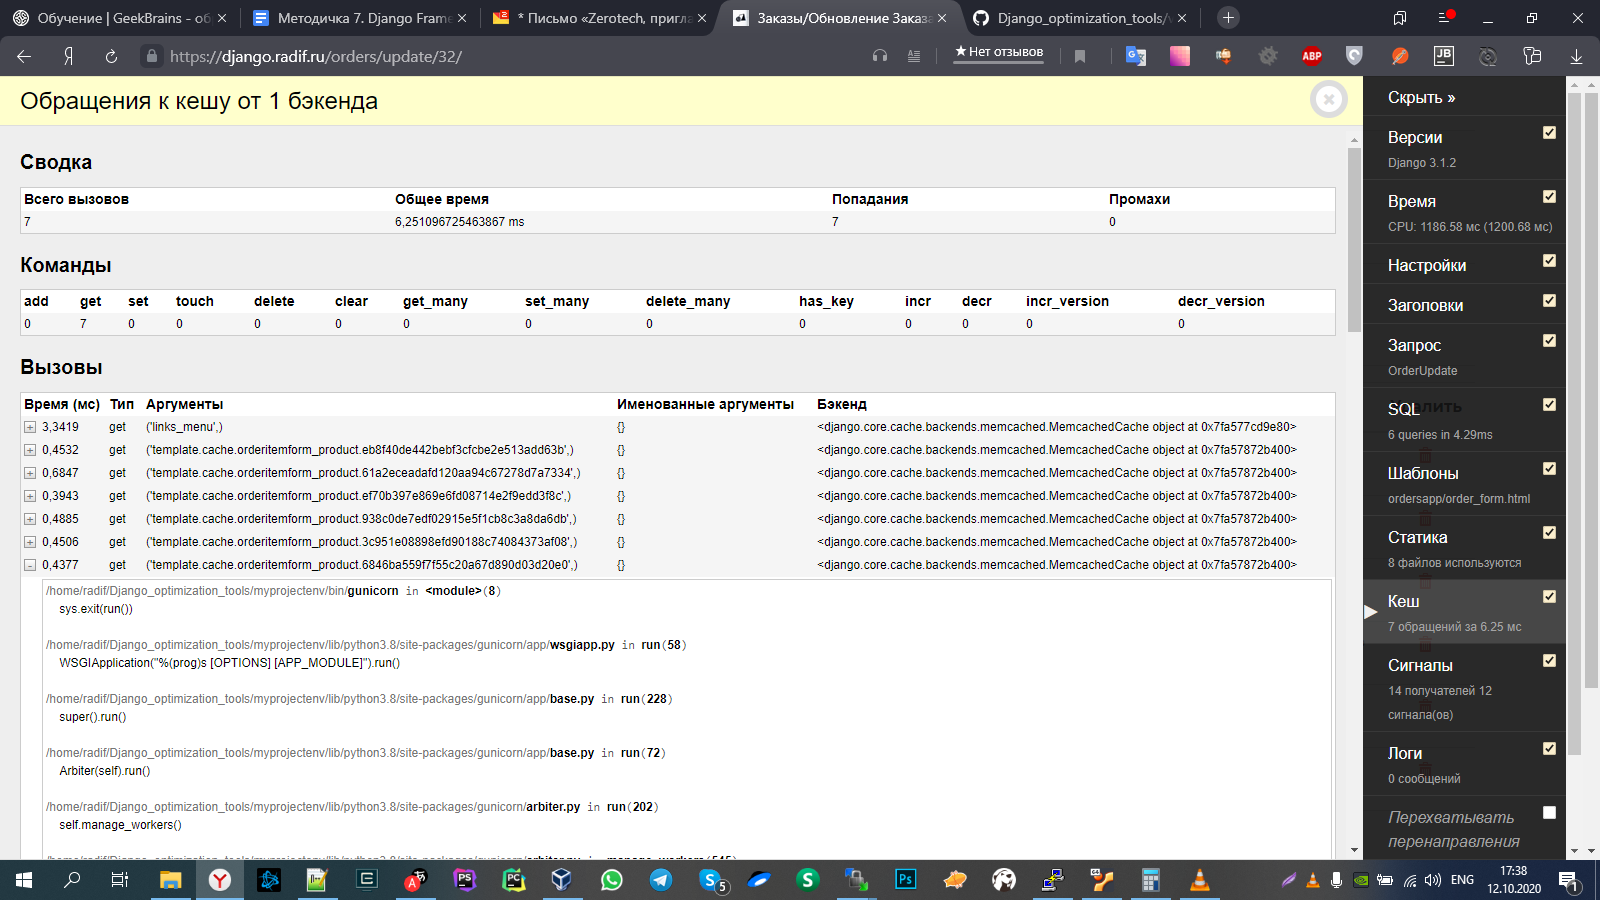 Обучение | GeekBrains - об
Методичка 7. Django Frame
* Письмо «Zerotech, пригла
Заказы/Обновление Заказа
Django_optimization_tools/
https://django.radif.ru/orders/update/32/
★ Нет отзывов
Обращения к кешу от 1 бэкенда
Сводка
Всего вызовов Общее время Попадания Промахи
7 6,251096725463867 ms 7 0
Команды
add get set touch delete clear get_many set_many delete_many has_key incr decr incr_version decr_version
0 7 0 0 0 0 0 0 0 0 0 0 0 0
Вызовы
Время (мс) Тип Аргументы Именованные аргументы Бэкенд
3,3419 get ('links_menu',) {} <django.core.cache.backends.memcached.MemcachedCache object at 0x7fa577cd9e80>
0,4532 get ('template.cache.orderitemform_product.eb8f40de442bebf3cfcbe2e513add63b',) {} <django.core.cache.backends.memcached.MemcachedCache object at 0x7fa57872b400>
0,6847 get ('template.cache.orderitemform_product.61a2eceadafd120aa94c67278d7a7334',) {} <django.core.cache.backends.memcached.MemcachedCache object at 0x7fa57872b400>
0,3943 get ('template.cache.orderitemform_product.ef70b397e869e6fd08714e2f9edd3f8c',) {} <django.core.cache.backends.memcached.MemcachedCache object at 0x7fa57872b400>
0,4885 get ('template.cache.orderitemform_product.938c0de7edf02915e5f1cb8c3a8da6db',) {} <django.core.cache.backends.memcached.MemcachedCache object at 0x7fa57872b400>
0,4506 get ('template.cache.orderitemform_product.3c951e08898efd90188c74084373af08',) {} <django.core.cache.backends.memcached.MemcachedCache object at 0x7fa57872b400>
0,4377 get ('template.cache.orderitemform_product.6846ba559f7f55c20a67d890d03d20e0',) {} <django.core.cache.backends.memcached.MemcachedCache object at 0x7fa57872b400>
/home/radif/Django_optimization_tools/myprojectenv/bin/gunicorn in <module>(8)
sys.exit(run())
/home/radif/Django_optimization_tools/myprojectenv/lib/python3.8/site-packages/gunicorn/app/wsgiapp.py in run(58)
WSGIApplication("%(prog)s [OPTIONS] [APP_MODULE]").run()
/home/radif/Django_optimization_tools/myprojectenv/lib/python3.8/site-packages/gunicorn/app/base.py in run(228)
super().run()
/home/radif/Django_optimization_tools/myprojectenv/lib/python3.8/site-packages/gunicorn/app/base.py in run(72)
Arbiter(self).run()
/home/radif/Django_optimization_tools/myprojectenv/lib/python3.8/site-packages/gunicorn/arbiter.py in run(202)
self.manage_workers()
/home/radif/Django_optimization_tools/myprojectenv/lib/python3.8/site-packages/gunicorn/arbiter.py in manage_workers(545)
Скрыть »
Версии
Django 3.1.2
Время
CPU: 1186.58 мс (1200.68 мс)
Настройки
Заголовки
Запрос
OrderUpdate
SQL
6 queries in 4.29ms
Шаблоны
ordersapp/order_form.html
Статика
8 файлов используются
Кеш
7 обращений за 6.25 мс
Сигналы
14 получателей 12
сигнала(ов)
Логи
0 сообщений
Перехватывать
перенаправления
ENG
17:38
12.10.2020